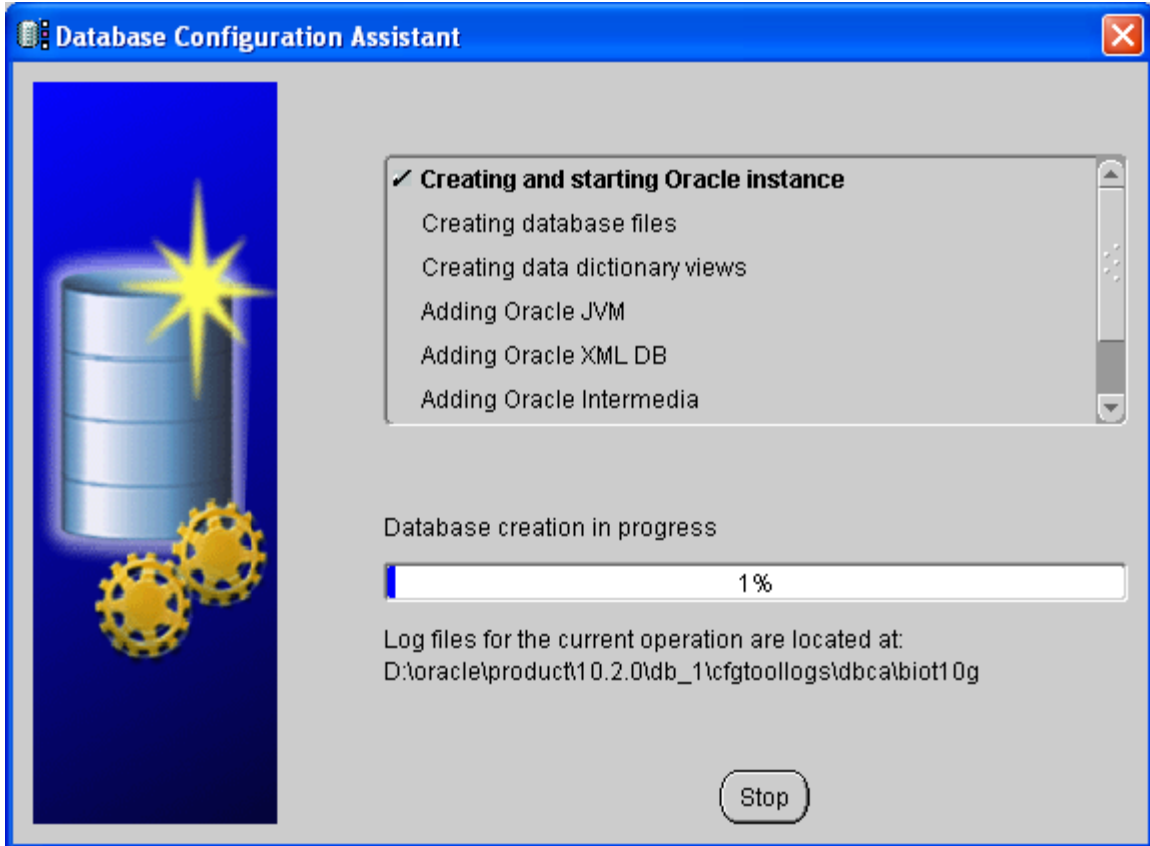 Database Configuration Assistant
✓ Creating and starting Oracle instance
Creating database files
Creating data dictionary views
Adding Oracle JVM
Adding Oracle XML DB
Adding Oracle Intermedia
Database creation in progress
1%
Log files for the current operation are located at:
D:\oracle\product\10.2.0\db_1\cfgtoollogs\dbca\biot10g
Stop